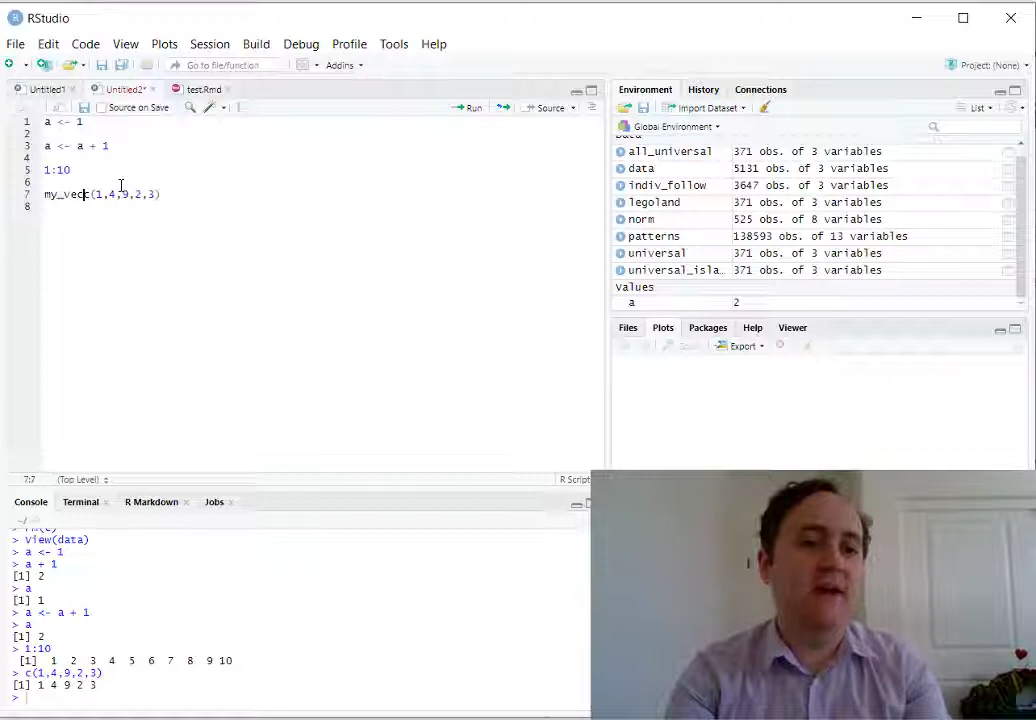 RStudio
File Edit Code View Plots Session Build Debug Profile Tools Help
Go to file/function Addins Project: (None)
Untitled1 Untitled2* test.Rmd
Source on Save Run Source
1 a <- 1
2
3 a <- a + 1
4
5 1:10
6
7 my_vecc(1,4,9,2,3)
8
7:7 (Top Level) R Script
Console Terminal R Markdown Jobs
~/
> rm(c)
> View(data)
> a <- 1
> a + 1
[1] 2
> a
[1] 1
> a <- a + 1
> a
[1] 2
> 1:10
[1] 1 2 3 4 5 6 7 8 9 10
> c(1,4,9,2,3)
[1] 1 4 9 2 3
>
Environment History Connections
Import Dataset List
Global Environment
Data
all_universal 371 obs. of 3 variables
data 5131 obs. of 3 variables
indiv_follow 3647 obs. of 3 variables
legoland 371 obs. of 3 variables
norm 525 obs. of 8 variables
patterns 138593 obs. of 13 variables
universal 371 obs. of 3 variables
universal_isla... 371 obs. of 3 variables
Values
a 2
Files Plots Packages Help Viewer
Zoom Export